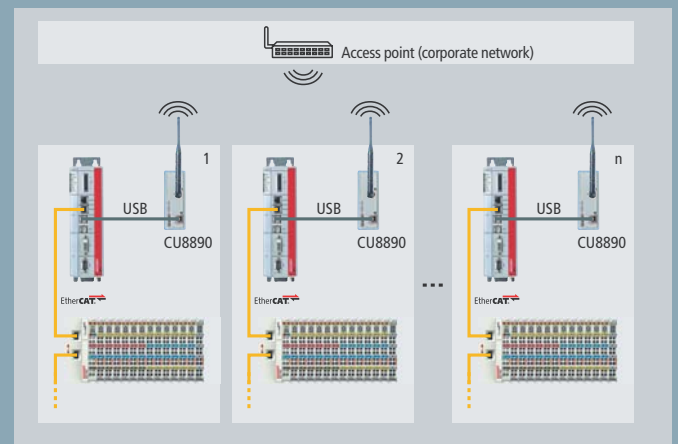 Access point (corporate network)
1
USB
CU8890
EtherCAT
2
USB
CU8890
EtherCAT
...
n
USB
CU8890
EtherCAT